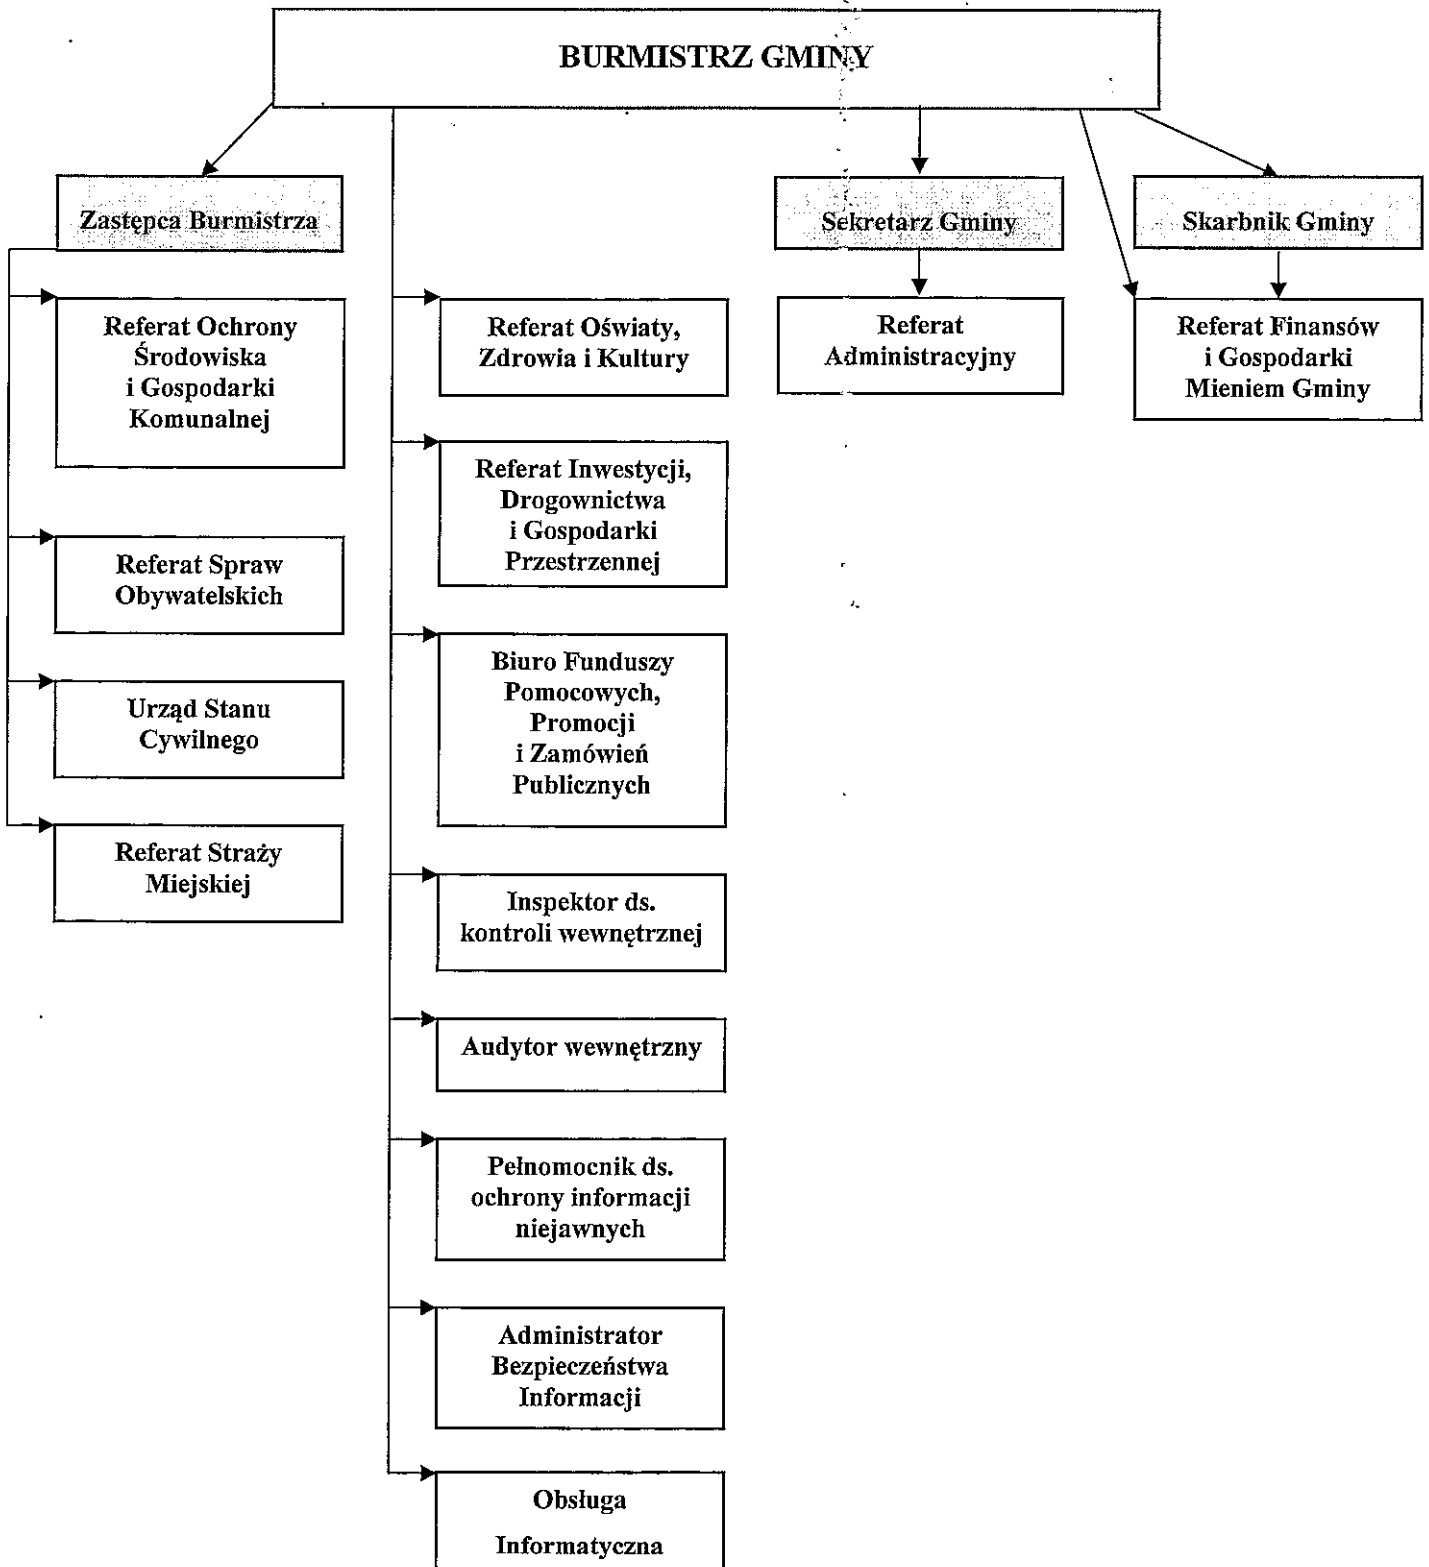 BURMISTRZ GMINY
Zastępca Burmistrza
Referat Ochrony
Środowiska
i Gospodarki
Komunalnej
Referat Spraw
Obywatelskich
Urząd Stanu
Cywilnego
Referat Straży
Miejskiej
Referat Oświaty,
Zdrowia i Kultury
Referat Inwestycji,
Drogownictwa
i Gospodarki
Przestrzennej
Biuro Funduszy
Pomocowych,
Promocji
i Zamówień
Publicznych
Inspektor ds.
kontroli wewnętrznej
Audytor wewnętrzny
Pełnomocnik ds.
ochrony informacji
niejawnych
Administrator
Bezpieczeństwa
Informacji
Obsługa
Informatyczna
Sekretarz Gminy
Referat
Administracyjny
Skarbnik Gminy
Referat Finansów
i Gospodarki
Mieniem Gminy